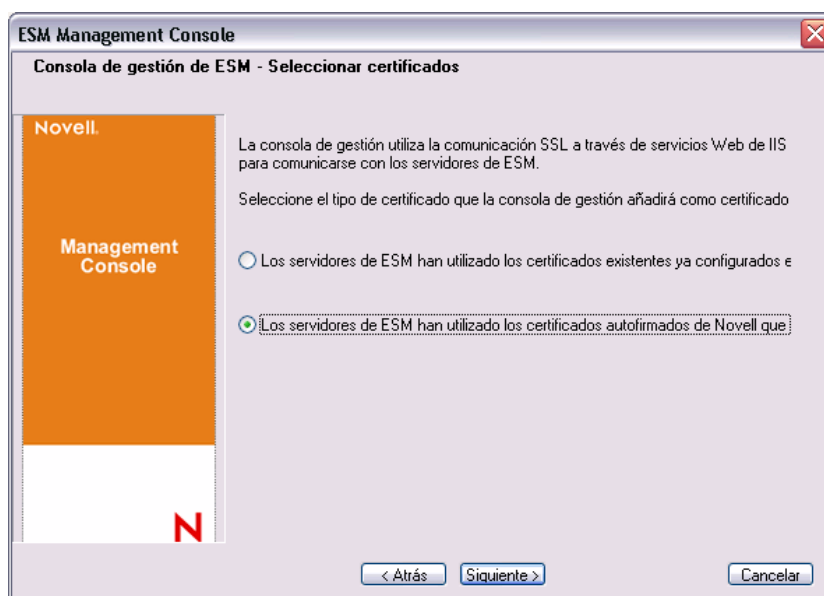 ESM Management Console
Consola de gestión de ESM - Seleccionar certificados
Novell.
Management
Console
La consola de gestión utiliza la comunicación SSL a través de servicios Web de IIS
para comunicarse con los servidores de ESM.
Seleccione el tipo de certificado que la consola de gestión añadirá como certificado
Los servidores de ESM han utilizado los certificados existentes ya configurados e
Los servidores de ESM han utilizado los certificados autofirmados de Novell que
N
< Atrás
Siguiente >
Cancelar